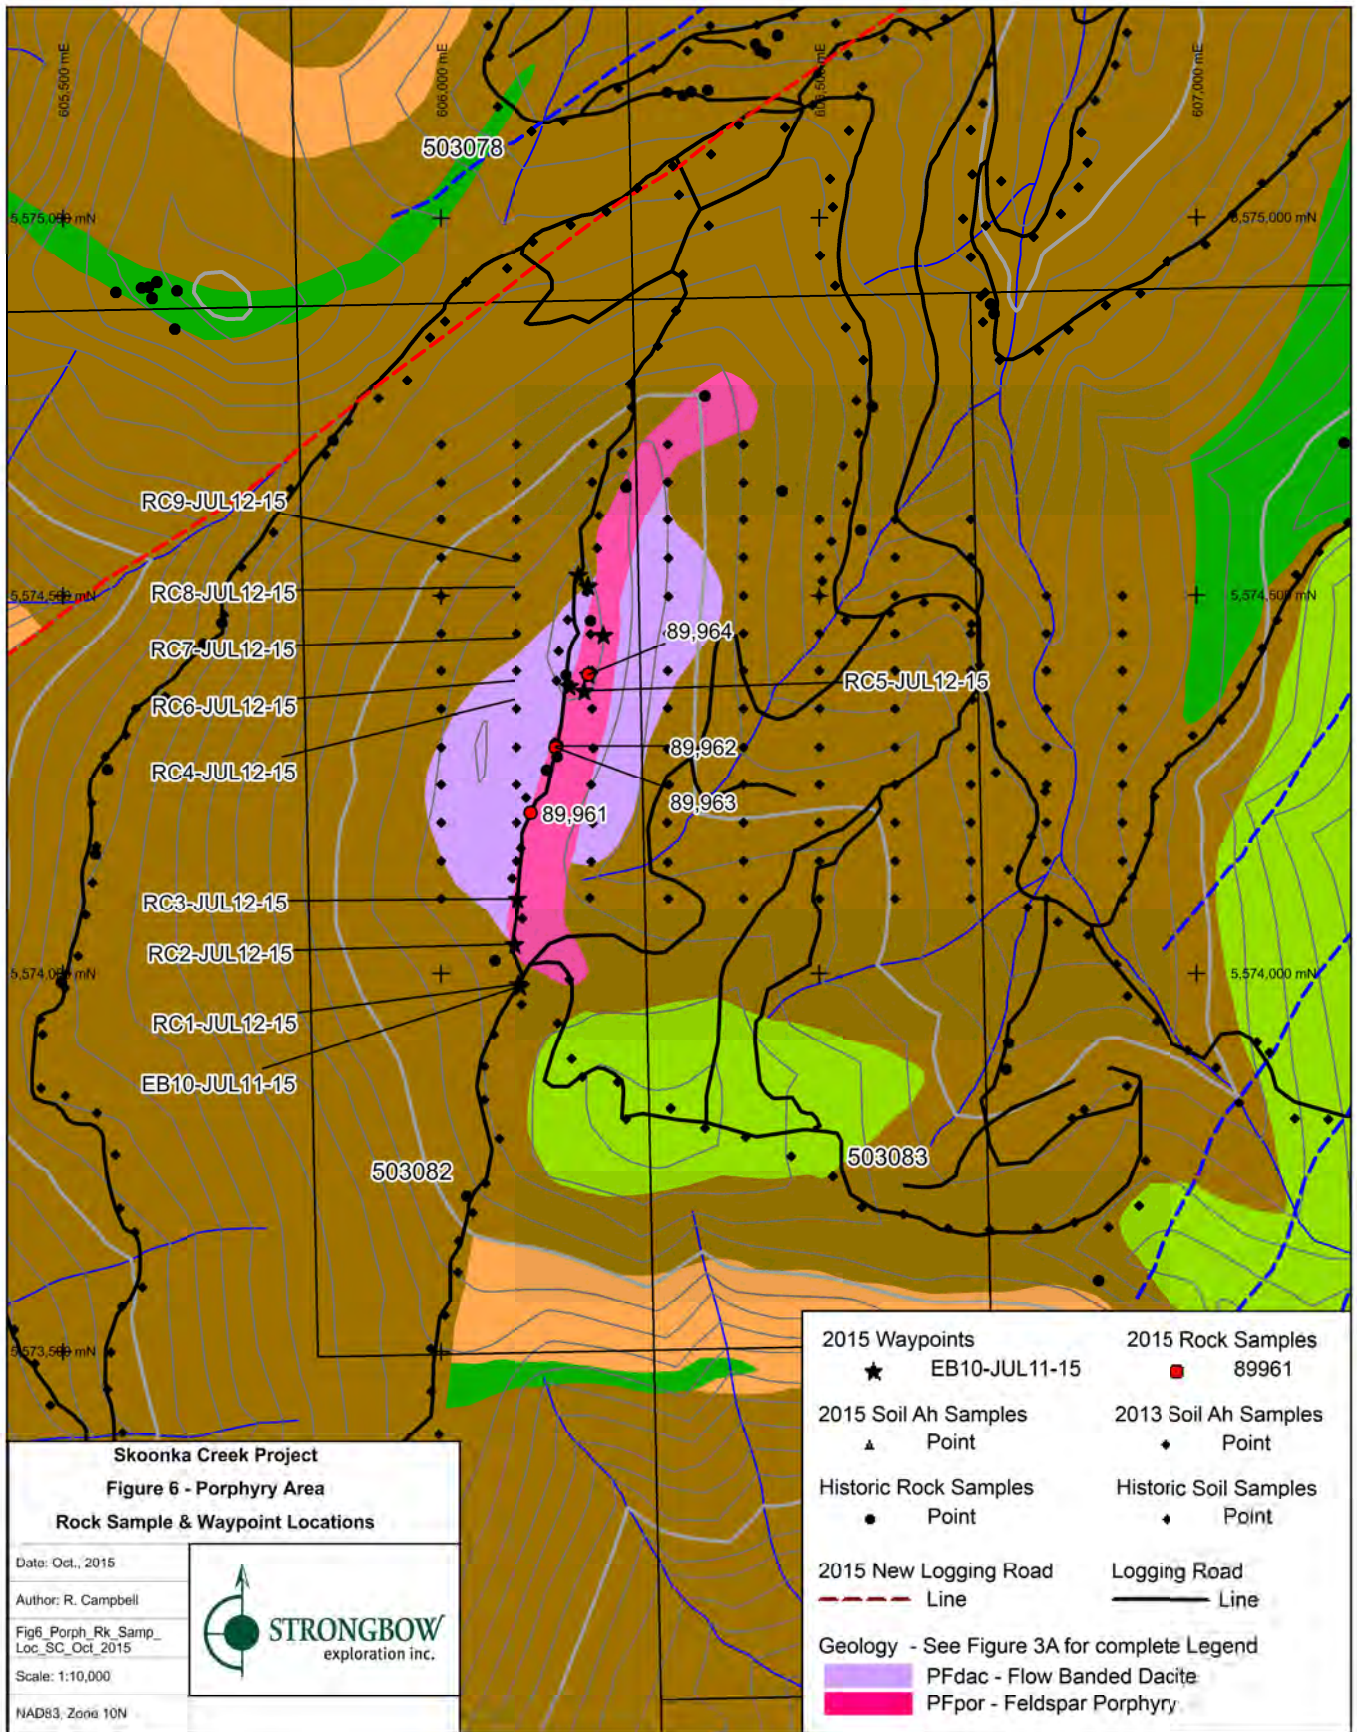 605,500 mE
606,000 mE
606,500 mE
607,000 mE
503078
5,575,000 mN
5,575,000 mN
RC9-JUL12-15
RC8-JUL12-15
5,574,500 mN
5,574,500 mN
RC7-JUL12-15
89,964
RC5-JUL12-15
RC6-JUL12-15
89,962
RC4-JUL12-15
89,963
89,961
RC3-JUL12-15
RC2-JUL12-15
5,574,000 mN
5,574,000 mN
RC1-JUL12-15
EB10-JUL11-15
503082
503083
5,573,500 mN
2015 Waypoints
EB10-JUL11-15
2015 Rock Samples
89961
2015 Soil Ah Samples
Point
2013 Soil Ah Samples
Point
Historic Rock Samples
Point
Historic Soil Samples
Point
2015 New Logging Road
Line
Logging Road
Line
Geology - See Figure 3A for complete Legend
PFdac - Flow Banded Dacite
PFpor - Feldspar Porphyry
Skoonka Creek Project
Figure 6 - Porphyry Area
Rock Sample & Waypoint Locations
Date: Oct., 2015
Author: R. Campbell
Fig6_Porph_Rk_Samp_
Loc_SC_Oct_2015
Scale: 1:10,000
NAD83, Zone 10N
STRONGBOW
exploration inc.